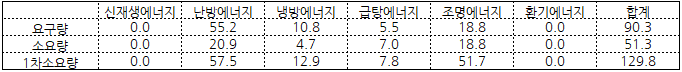 신재생에너지 난방에너지 냉방에너지 급탕에너지 조명에너지 환기에너지 합계
요구량 0.0 55.2 10.8 5.5 18.8 0.0 90.3
소요량 0.0 20.9 4.7 7.0 18.8 0.0 51.3
1차소요량 0.0 57.5 12.9 7.8 51.7 0.0 129.8